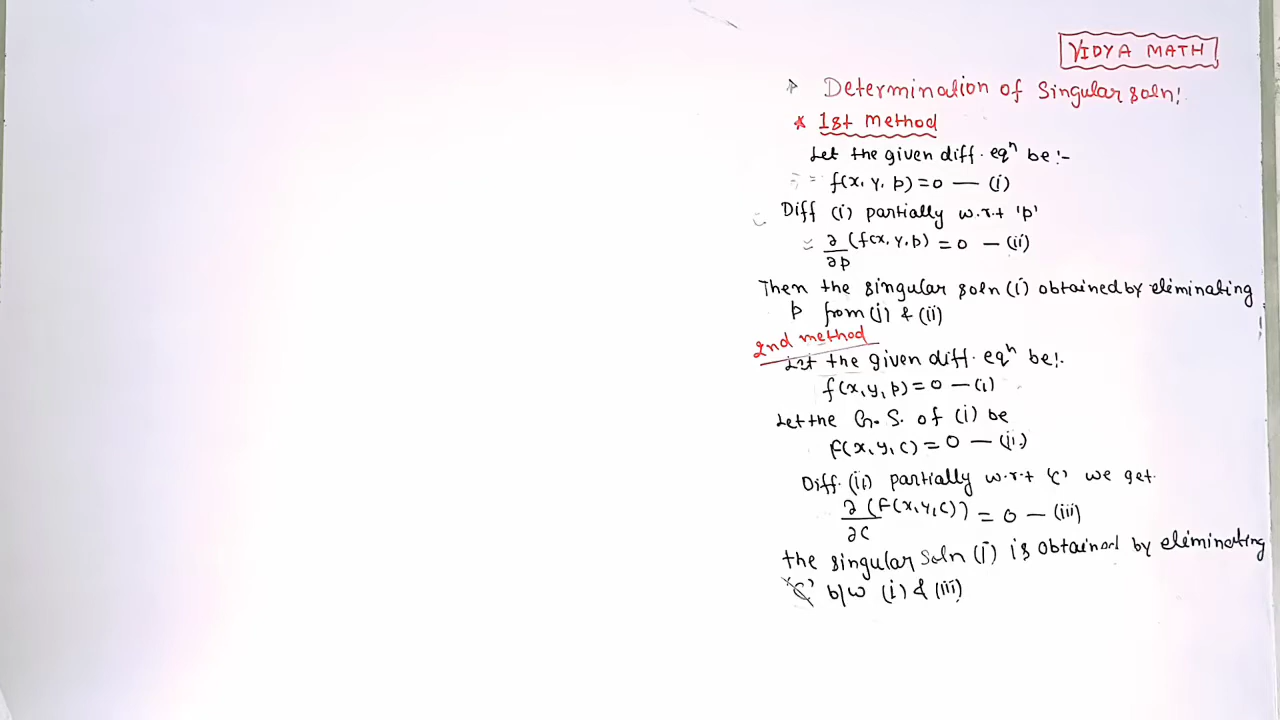 VIDYA MATH
Determination of Singular soln!
* 1st method
Let the given diff. eqⁿ be :-
f(x, y, p) = 0 — (i)
Diff (i) partially w.r.t 'p'
= ∂/∂p (f(x, y, p) = 0 — (ii)
Then the singular soln (i) obtained by eliminating
p from (i) & (ii)
2nd method
Let the given diff. eqⁿ be :.
f(x, y, p) = 0 — (i)
Let the G. S. of (i) be
F(x, y, c) = 0 — (ii)
Diff. (ii) partially w.r.t 'c' we get.
∂/∂c (F(x, y, c)) = 0 — (iii)
the singular soln (i) is obtained by eliminating
'c' b/w (i) & (iii)